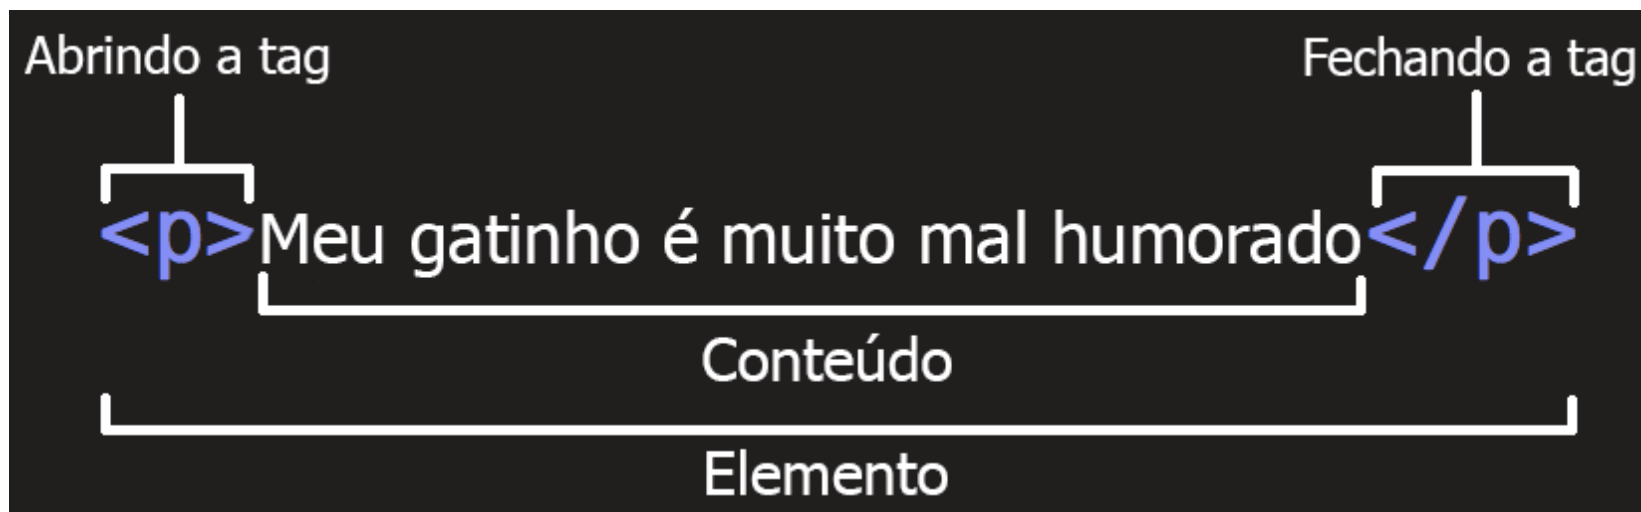 Abrindo a tag
Fechando a tag
<p>Meu gatinho é muito mal humorado</p>
Conteúdo
Elemento